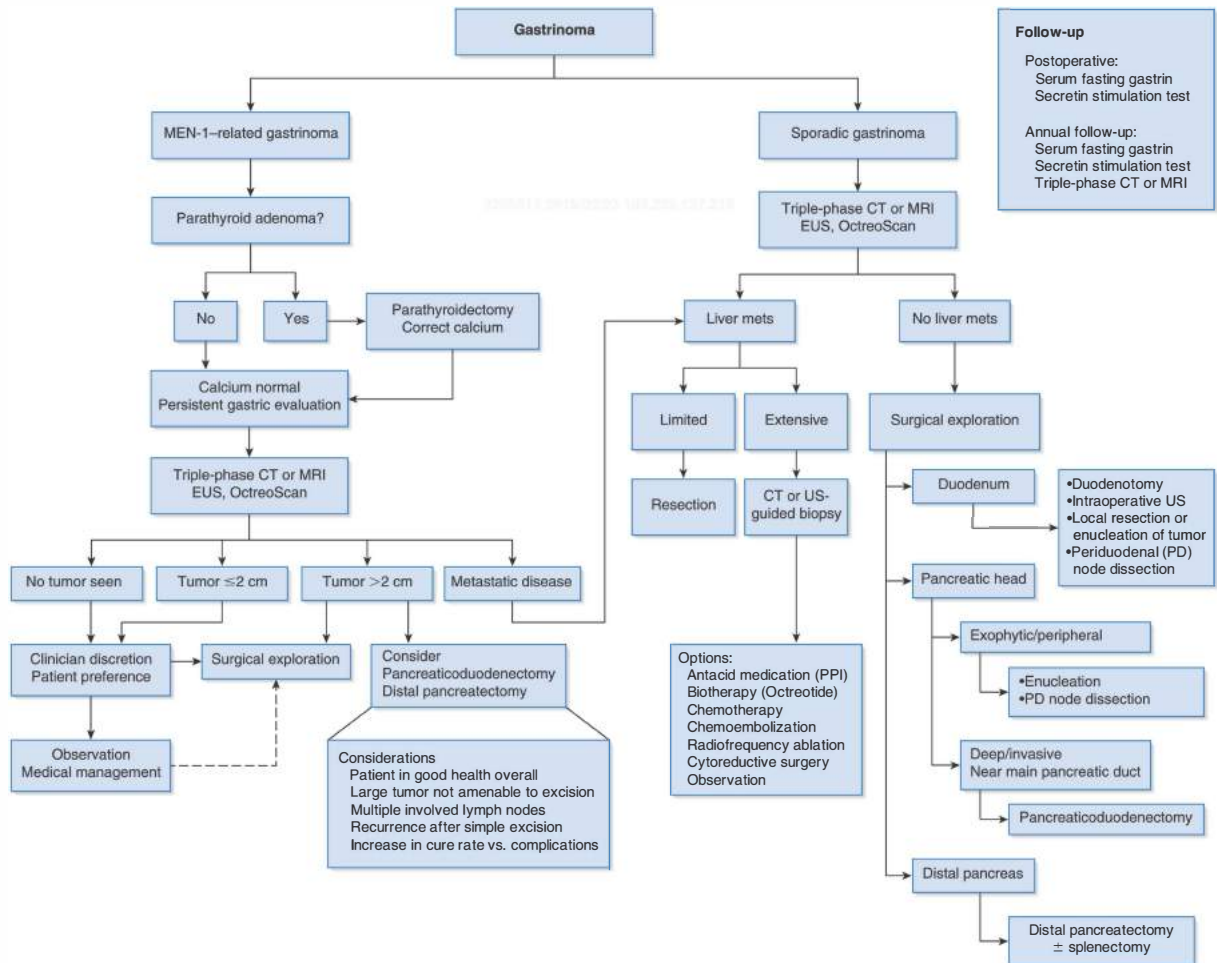 Gastrinoma
Follow-up
Postoperative:
Serum fasting gastrin
Secretin stimulation test
Annual follow-up:
Serum fasting gastrin
Secretin stimulation test
Triple-phase CT or MRI
MEN-1–related gastrinoma
Sporadic gastrinoma
Parathyroid adenoma?
Triple-phase CT or MRI
EUS, OctreoScan
No
Yes
Parathyroidectomy
Correct calcium
Liver mets
No liver mets
Calcium normal
Persistent gastric evaluation
Limited
Extensive
Surgical exploration
Triple-phase CT or MRI
EUS, OctreoScan
Resection
CT or US-
guided biopsy
Duodenum
•Duodenotomy
•Intraoperative US
•Local resection or
enucleation of tumor
•Periduodenal (PD)
node dissection
No tumor seen
Tumor ≤2 cm
Tumor >2 cm
Metastatic disease
Pancreatic head
Clinician discretion
Patient preference
Surgical exploration
Consider
Pancreaticoduodenectomy
Distal pancreatectomy
Exophytic/peripheral
•Enucleation
•PD node dissection
Options:
Antacid medication (PPI)
Biotherapy (Octreotide)
Chemotherapy
Chemoembolization
Radiofrequency ablation
Cytoreductive surgery
Observation
Observation
Medical management
Considerations
Patient in good health overall
Large tumor not amenable to excision
Multiple involved lymph nodes
Recurrence after simple excision
Increase in cure rate vs. complications
Deep/invasive
Near main pancreatic duct
Pancreaticoduodenectomy
Distal pancreas
Distal pancreatectomy
± splenectomy